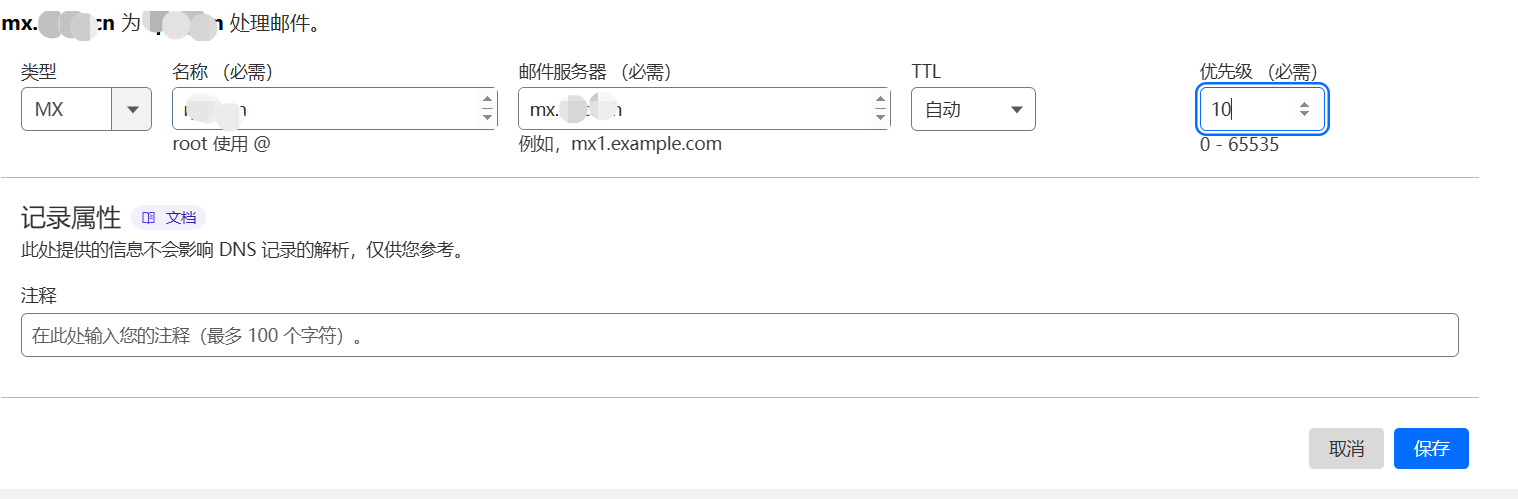 mx. cn 为 n 处理邮件。
类型 名称 （必需） 邮件服务器 （必需） TTL 优先级 （必需）
MX n mx. n 自动 10
root 使用 @ 例如，mx1.example.com 0 - 65535
记录属性 文档
此处提供的信息不会影响 DNS 记录的解析，仅供您参考。
注释
在此处输入您的注释（最多 100 个字符）。
取消 保存